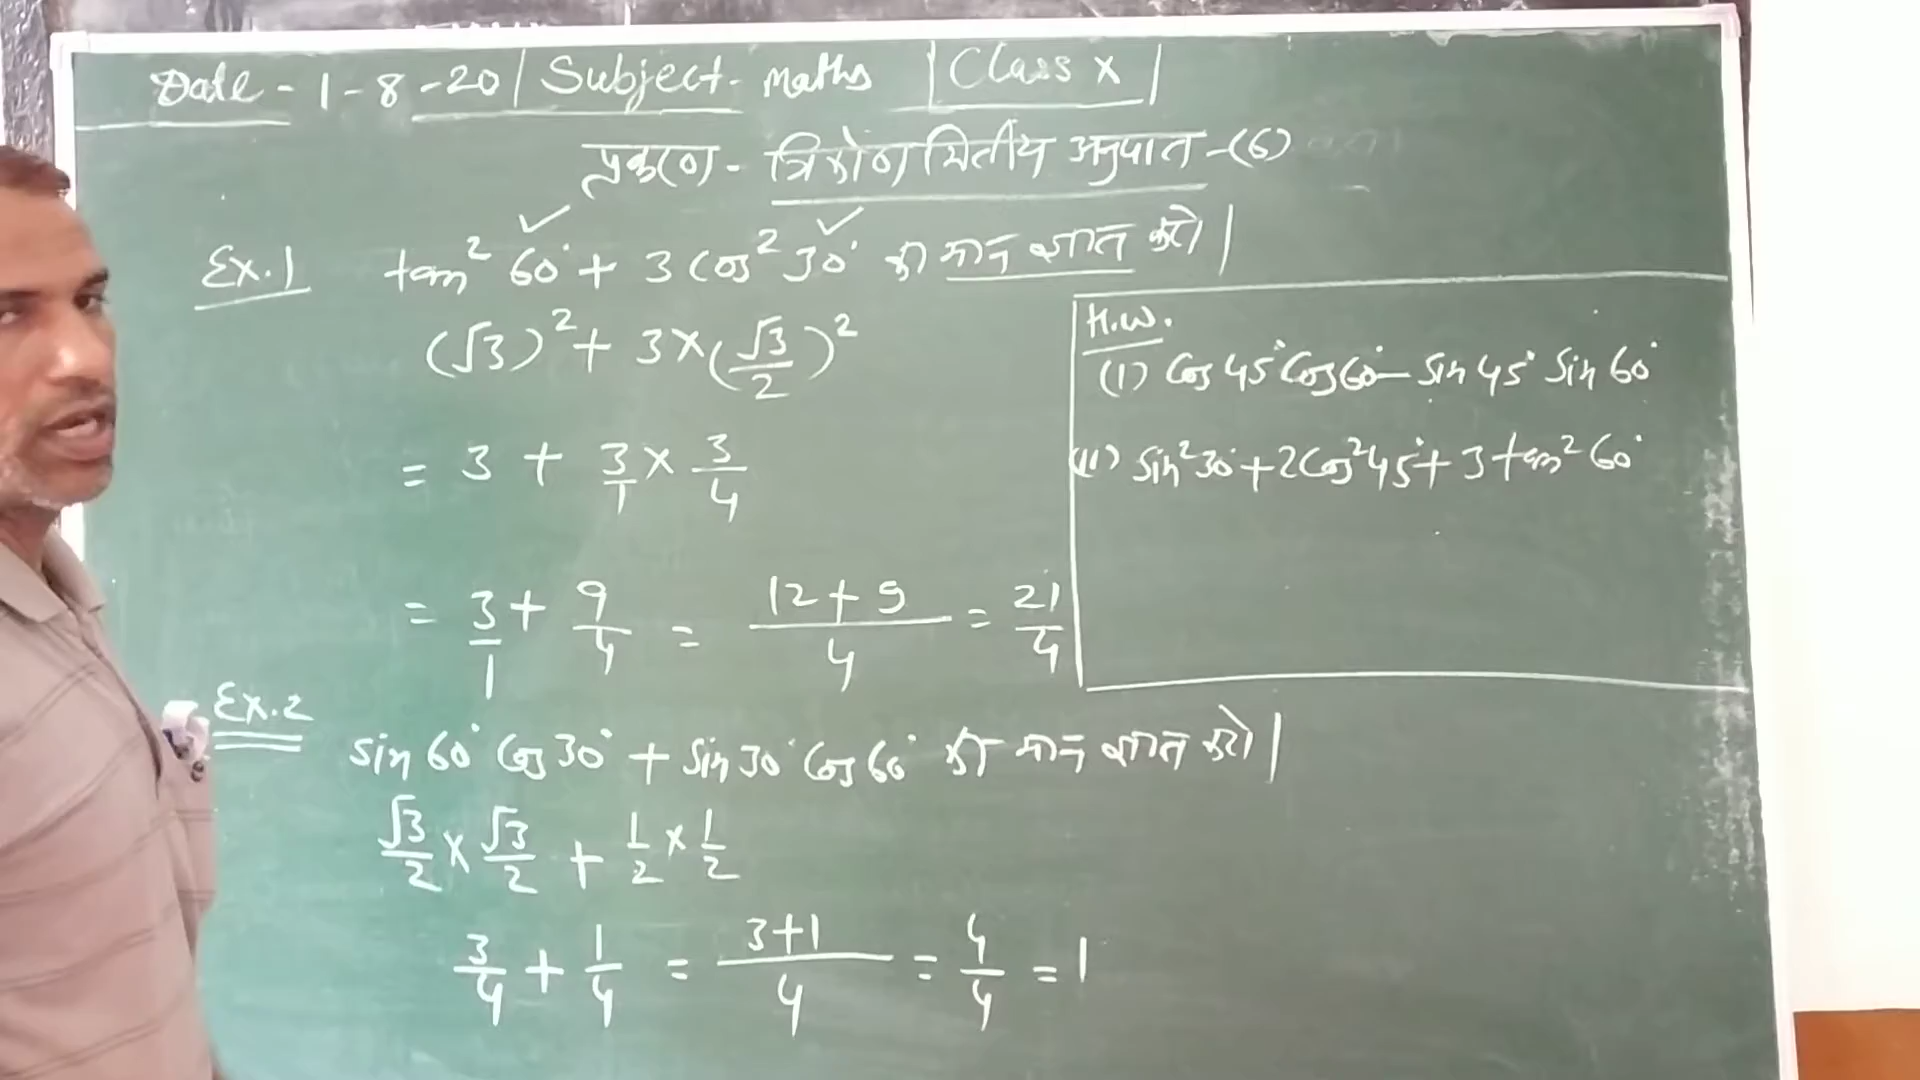 Date - 1-8-20 | Subject - Maths | Class X |
प्रकरण - त्रिकोणमितीय अनुपात -(6)
Ex.1 tan² 60° + 3 cos² 30° का मान ज्ञात करो |
(√3)² + 3×(√3/2)²
= 3 + 3/1 × 3/4
= 3/1 + 9/4 = 12+9/4 = 21/4
H.W.
(I) Cos 45° Cos 60° - Sin 45° Sin 60°
(II) Sin² 30° + 2 Cos² 45° + 3 tan² 60°
Ex.2
Sin 60° Cos 30° + Sin 30° Cos 60° का मान ज्ञात करो |
√3/2 × √3/2 + 1/2 × 1/2
3/4 + 1/4 = 3+1/4 = 4/4 = 1